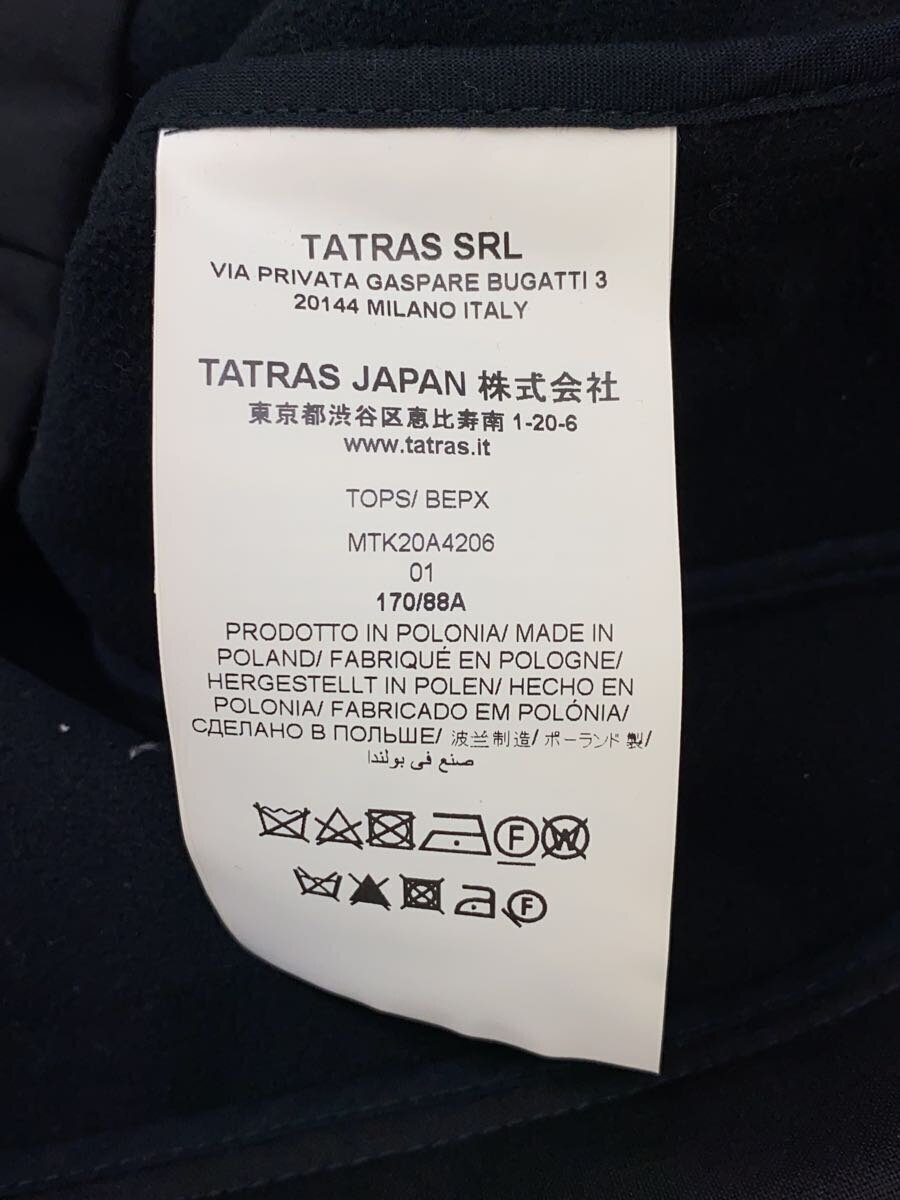 TATRAS SRL
VIA PRIVATA GASPARE BUGATTI 3
20144 MILANO ITALY
TATRAS JAPAN 株式会社
東京都渋谷区恵比寿南1-20-6
www.tatras.it
TOPS/ ВЕРХ
MTK20A4206
01
170/88A
PRODOTTO IN POLONIA/ MADE IN
POLAND/ FABRIQUÉ EN POLOGNE/
HERGESTELLT IN POLEN/ HECHO EN
POLONIA/ FABRICADO EM POLÓNIA/
СДЕЛАНО В ПОЛЬШЕ/ 波兰制造/ ポーランド製/
صنع في بولندا
F W
F